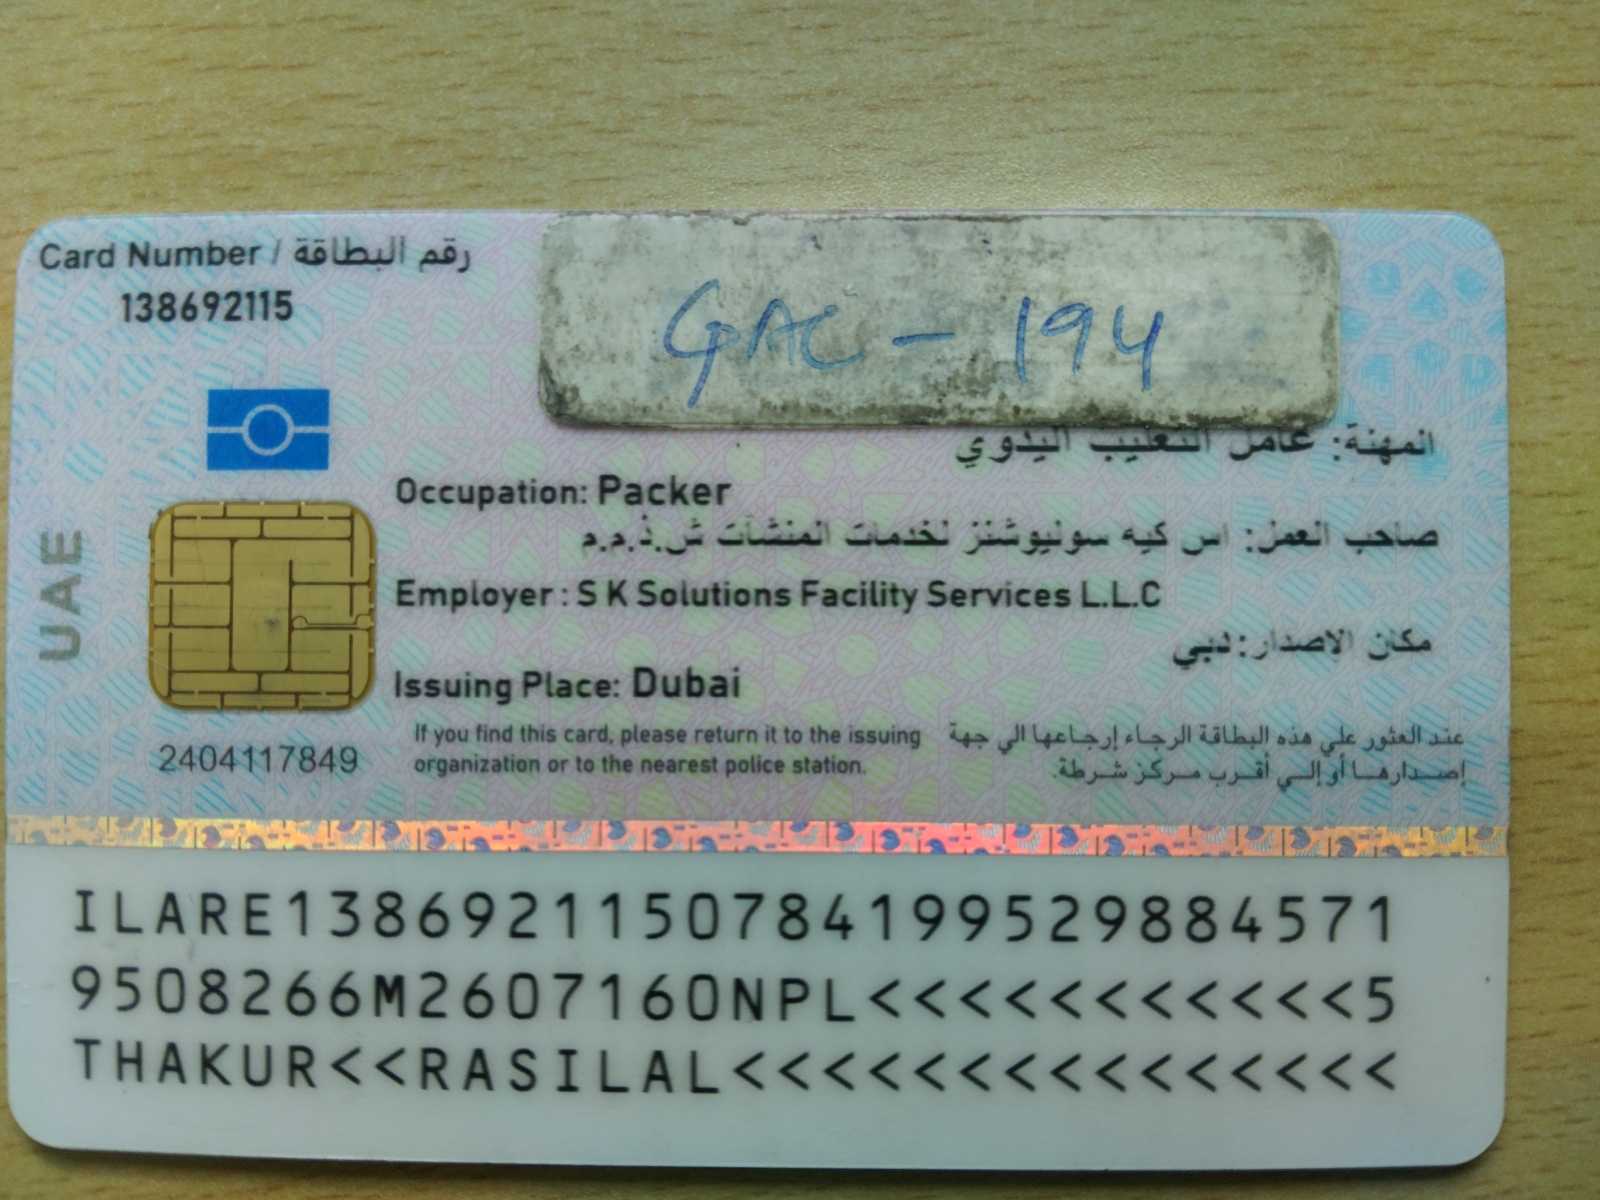 Card Number / رقم البطاقة
138692115
GAC - 194
المهنة: عامل التعليب اليدوي
Occupation: Packer
صاحب العمل: اس كيه سوليوشنز لخدمات المنشآت ش.ذ.م.م
Employer : S K Solutions Facility Services L.L.C
مكان الاصدار: دبي
Issuing Place: Dubai
UAE
2404117849
If you find this card, please return it to the issuing
organization or to the nearest police station.
عند العثور علي هذه البطاقة الرجاء إرجاعها الي جهة
إصدارها أو إلي أقرب مركز شرطة.
ILARE1386921150784199529884571
9508266M2607160NPL<<<<<<<<<<<5
THAKUR<<RASILAL<<<<<<<<<<<<<<<